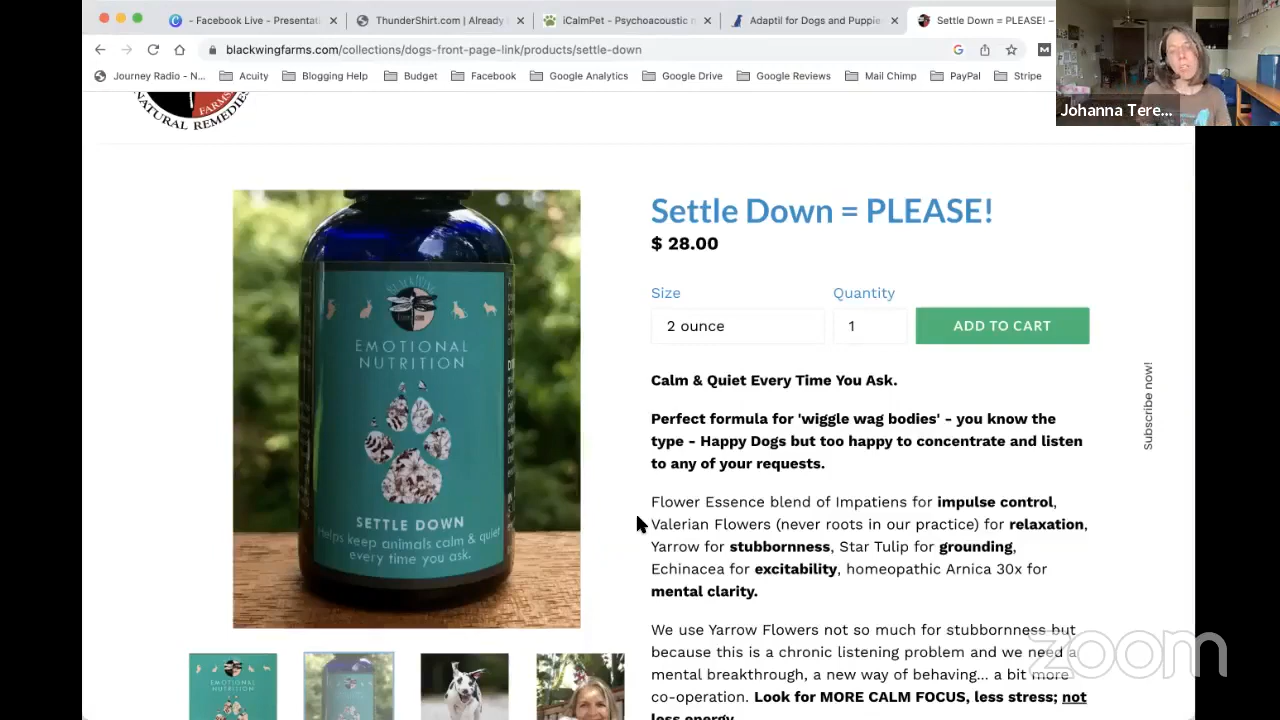 - Facebook Live - Presentat
ThunderShirt.com | Already
iCalmPet - Psychoacoustic m
Adaptil for Dogs and Puppie
Settle Down = PLEASE! –
blackwingfarms.com/collections/dogs-front-page-link/products/settle-down
Journey Radio - N...
Acuity
Blogging Help
Budget
Facebook
Google Analytics
Google Drive
Google Reviews
Mail Chimp
PayPal
Stripe
Johanna Tere...
FARMS
NATURAL REMEDIES
EMOTIONAL
NUTRITION
SETTLE DOWN
Helps keep animals calm & quiet
every time you ask.
Settle Down = PLEASE!
$ 28.00
Size Quantity
2 ounce 1 ADD TO CART
Calm & Quiet Every Time You Ask.
Perfect formula for 'wiggle wag bodies' - you know the
type - Happy Dogs but too happy to concentrate and listen
to any of your requests.
Flower Essence blend of Impatiens for impulse control,
Valerian Flowers (never roots in our practice) for relaxation,
Yarrow for stubbornness, Star Tulip for grounding,
Echinacea for excitability, homeopathic Arnica 30x for
mental clarity.
We use Yarrow Flowers not so much for stubbornness but
because this is a chronic listening problem and we need a
mental breakthrough, a new way of behaving... a bit more
co-operation. Look for MORE CALM FOCUS, less stress; not
less energy.
Subscribe now!
zoom